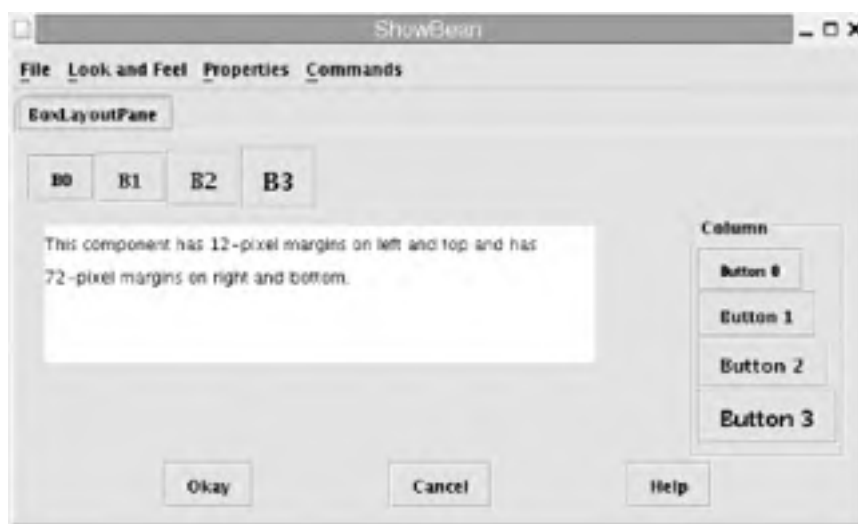 ShowBean
File Look and Feel Properties Commands
BoxLayoutPane
B0 B1 B2 B3
This component has 12-pixel margins on left and top and has
72-pixel margins on right and bottom.
Column
Button 0
Button 1
Button 2
Button 3
Okay Cancel Help